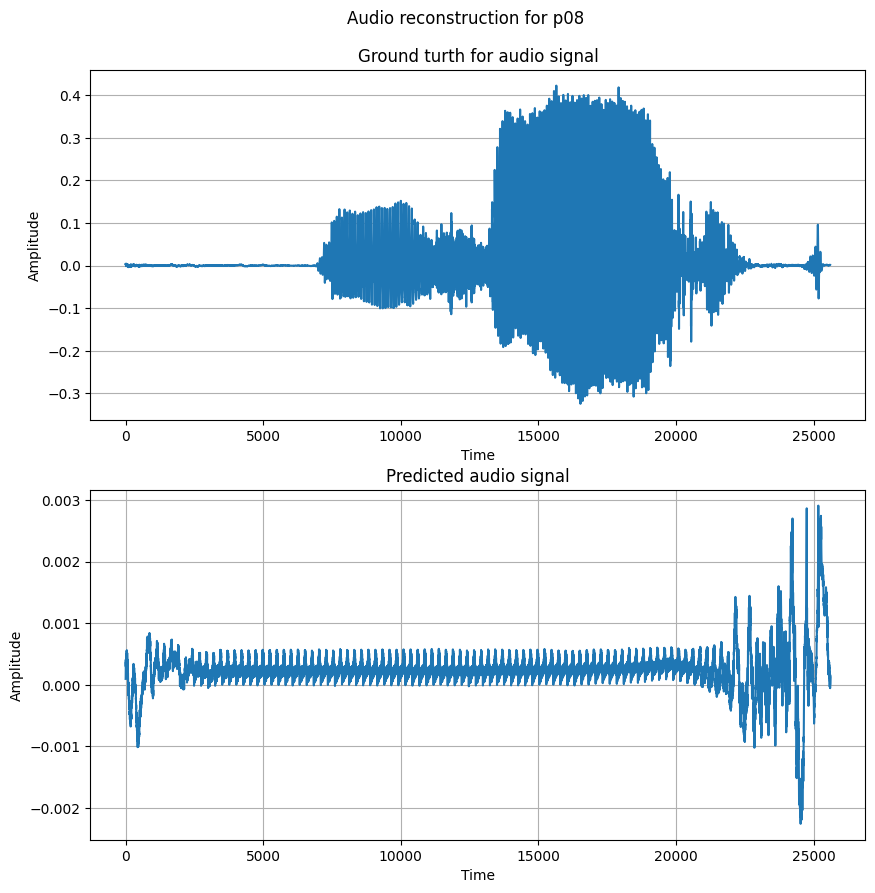 Audio reconstruction for p08
Ground turth for audio signal
Amplitude
0.4
0.3
0.2
0.1
0.0
−0.1
−0.2
−0.3
0 5000 10000 15000 20000 25000
Time
Predicted audio signal
Amplitude
0.003
0.002
0.001
0.000
−0.001
−0.002
0 5000 10000 15000 20000 25000
Time